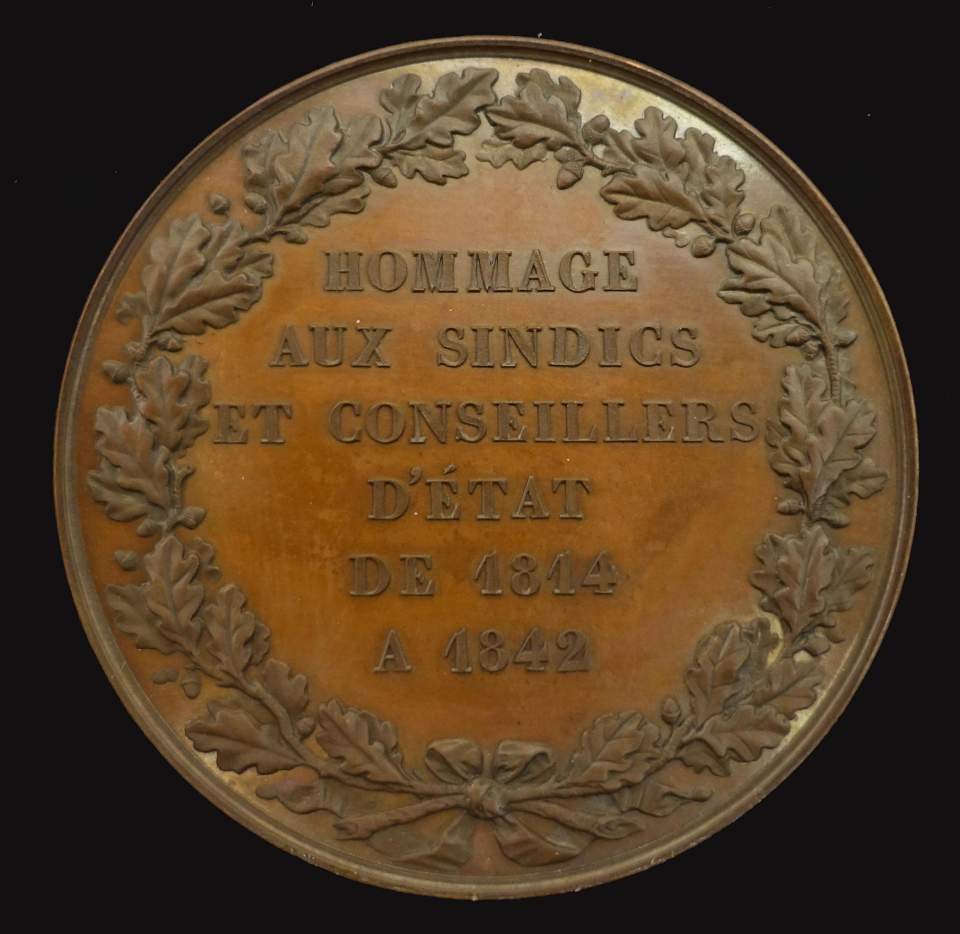 HOMMAGE
AUX SINDICS
ET CONSEILLERS
D'ÉTAT
DE 1814
A 1842